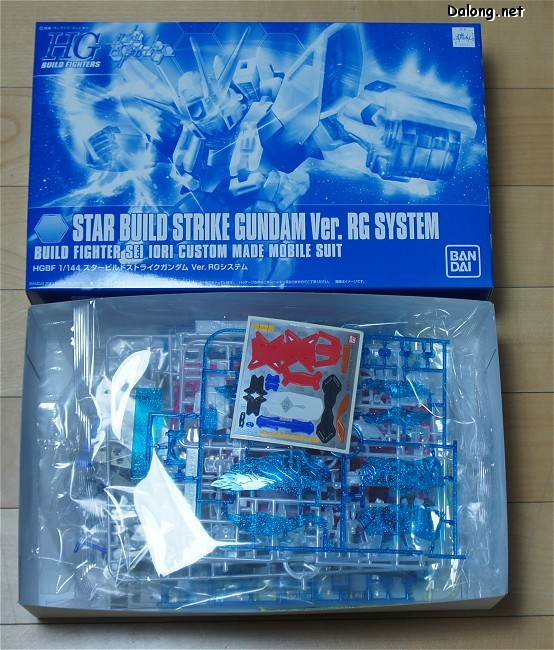 Dalong.net
HG
BUILD FIGHTERS
STAR BUILD STRIKE GUNDAM Ver. RG SYSTEM
BUILD FIGHTER SEI IORI CUSTOM MADE MOBILE SUIT
HGBF 1/144 スタービルドストライクガンダム Ver. RGシステム
BAN
DAI